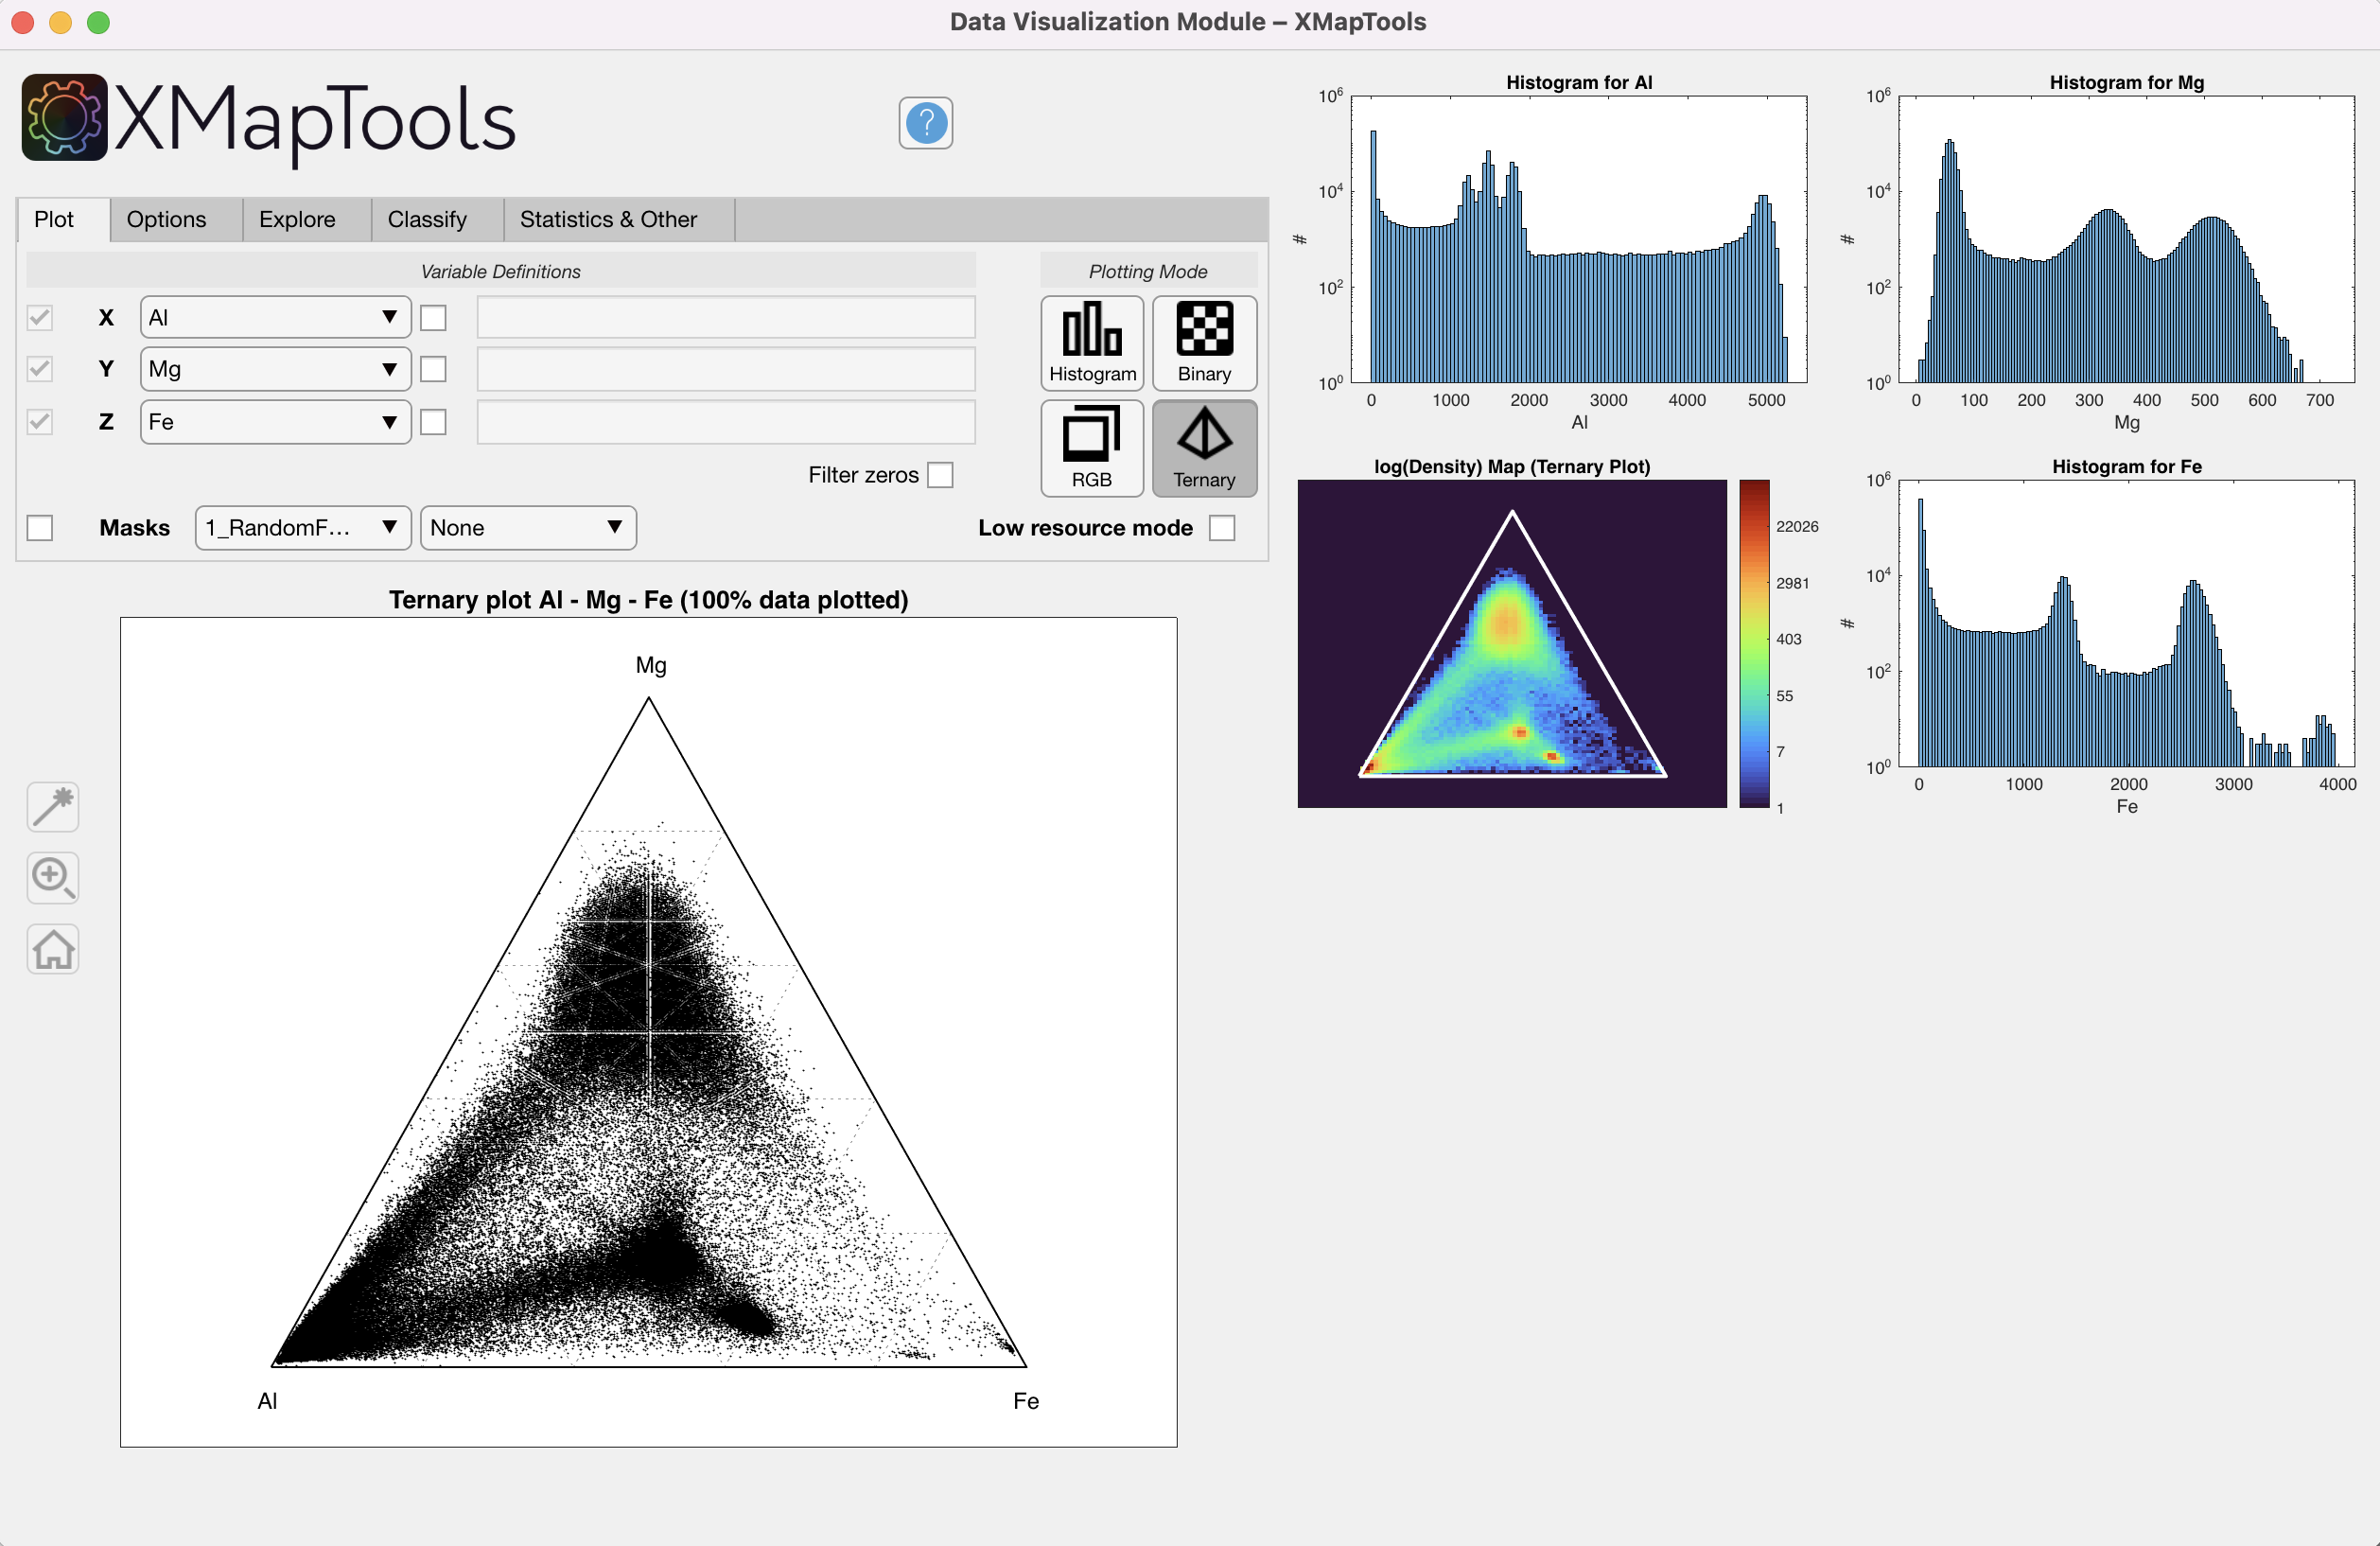 Data Visualization Module – XMapTools
XMapTools
?
Plot Options Explore Classify Statistics & Other
Variable Definitions
Plotting Mode
X Al
Y Mg
Z Fe
Histogram Binary
RGB Ternary
Filter zeros
Masks 1_RandomF... None Low resource mode
Ternary plot Al - Mg - Fe (100% data plotted)
Mg
Al
Fe
Histogram for Al
10^6
10^4
10^2
10^0
#
0 1000 2000 3000 4000 5000
Al
Histogram for Mg
10^6
10^4
10^2
10^0
#
0 100 200 300 400 500 600 700
Mg
log(Density) Map (Ternary Plot)
22026
2981
403
55
7
1
Histogram for Fe
10^6
10^4
10^2
10^0
#
0 1000 2000 3000 4000
Fe